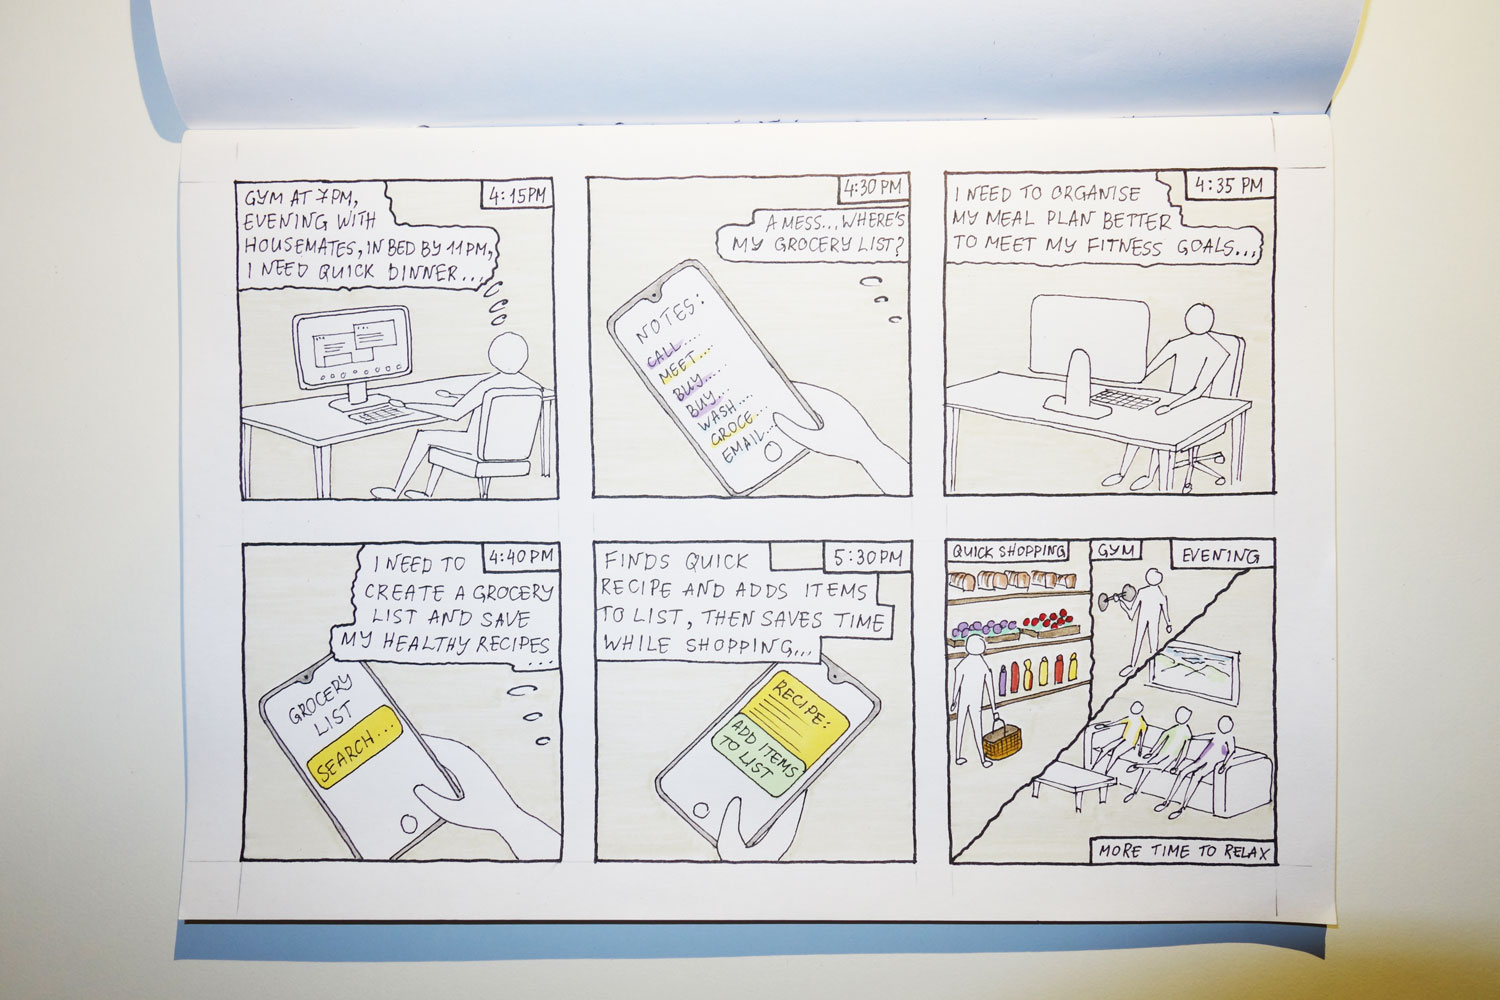 GYM AT 7PM,
EVENING WITH
HOUSEMATES, IN BED BY 11PM,
I NEED QUICK DINNER...
4:15PM
4:30 PM
A MESS... WHERE'S
MY GROCERY LIST?
NOTES:
CALL....
MEET....
BUY.....
BUY...
WASH....
GROCE...
EMAIL...
I NEED TO ORGANISE
MY MEAL PLAN BETTER
TO MEET MY FITNESS GOALS...
4:35 PM
I NEED TO
CREATE A GROCERY
LIST AND SAVE
MY HEALTHY RECIPES
...
4:40PM
GROCERY
LIST
SEARCH...
FINDS QUICK
RECIPE AND ADDS ITEMS
TO LIST, THEN SAVES TIME
WHILE SHOPPING...
5:30PM
RECIPE:
ADD ITEMS
TO LIST
QUICK SHOPPING
GYM
EVENING
MORE TIME TO RELAX